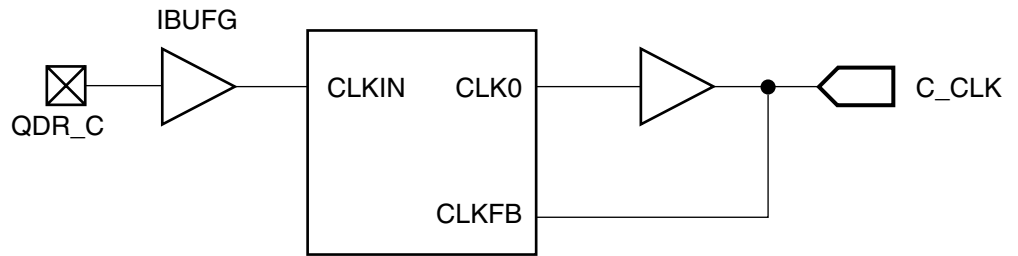 IBUFG
QDR_C
CLKIN
CLK0
C_CLK
CLKFB